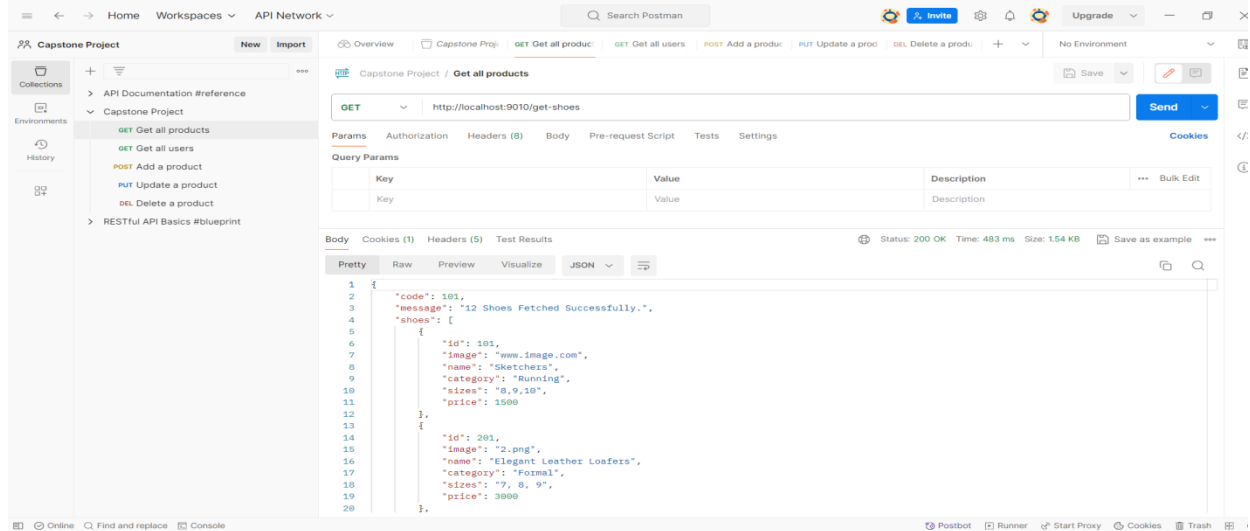 Home Workspaces API Network Search Postman Invite Upgrade
Capstone Project New Import Overview Capstone Proj GET Get all produc GET Get all users POST Add a produc PUT Update a prod DEL Delete a produ No Environment
Collections
Environments
History
API Documentation #reference
Capstone Project
GET Get all products
GET Get all users
POST Add a product
PUT Update a product
DEL Delete a product
RESTful API Basics #blueprint
HTTP Capstone Project / Get all products Save
GET http://localhost:9010/get-shoes Send
Params Authorization Headers (8) Body Pre-request Script Tests Settings Cookies
Query Params
Key Value Description Bulk Edit
Key Value Description
Body Cookies (1) Headers (5) Test Results Status: 200 OK Time: 483 ms Size: 1.54 KB Save as example
Pretty Raw Preview Visualize JSON
1 {
2 "code": 101,
3 "message": "12 Shoes Fetched Successfully.",
4 "shoes": [
5 {
6 "id": 101,
7 "image": "www.image.com",
8 "name": "Sketchers",
9 "category": "Running",
10 "sizes": "8,9,10",
11 "price": 1500
12 },
13 {
14 "id": 201,
15 "image": "2.png",
16 "name": "Elegant Leather Loafers",
17 "category": "Formal",
18 "sizes": "7, 8, 9",
19 "price": 3000
20 },
Online Find and replace Console Postbot Runner Start Proxy Cookies Trash